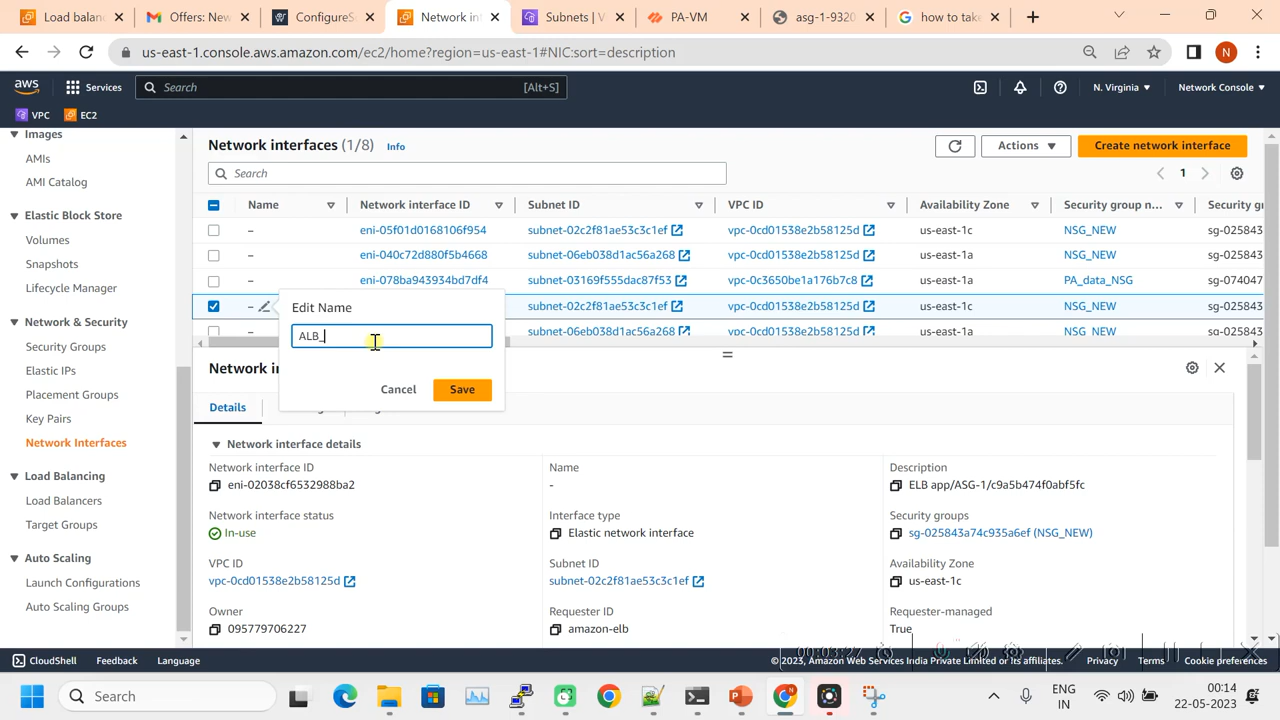 Load balan
Offers: New
ConfigureS
Network in
Subnets | V
PA-VM
asg-1-9320
how to take
us-east-1.console.aws.amazon.com/ec2/home?region=us-east-1#NIC:sort=description
N
aws
Services
Search
[Alt+S]
N. Virginia
Network Console
VPC
EC2
Images
AMIs
AMI Catalog
Elastic Block Store
Volumes
Snapshots
Lifecycle Manager
Network & Security
Security Groups
Elastic IPs
Placement Groups
Key Pairs
Network Interfaces
Load Balancing
Load Balancers
Target Groups
Auto Scaling
Launch Configurations
Auto Scaling Groups
Network interfaces (1/8) Info
Actions
Create network interface
Search
1
Name Network interface ID Subnet ID VPC ID Availability Zone Security group n... Security g
– eni-05f01d0168106f954 subnet-02c2f81ae53c3c1ef vpc-0cd01538e2b58125d us-east-1c NSG_NEW sg-025843
– eni-040c72d880f5b4668 subnet-06eb038d1ac56a268 vpc-0cd01538e2b58125d us-east-1a NSG_NEW sg-025843
– eni-078ba943934bd7df4 subnet-03169f555dac87f53 vpc-0c3650be1a176b7c8 us-east-1a PA_data_NSG sg-074047
– subnet-02c2f81ae53c3c1ef vpc-0cd01538e2b58125d us-east-1c NSG_NEW sg-025843
subnet-06eb038d1ac56a268 vpc-0cd01538e2b58125d us-east-1a NSG_NEW sg-025843
Edit Name
ALB_
Cancel
Save
Network in
Details
Network interface details
Network interface ID
eni-02038cf6532988ba2
Name
-
Description
ELB app/ASG-1/c9a5b474f0abf5fc
Network interface status
In-use
Interface type
Elastic network interface
Security groups
sg-025843a74c935a6ef (NSG_NEW)
VPC ID
vpc-0cd01538e2b58125d
Subnet ID
subnet-02c2f81ae53c3c1ef
Availability Zone
us-east-1c
Owner
095779706227
Requester ID
amazon-elb
Requester-managed
True
00:03:27
CloudShell
Feedback
Language
© 2023, Amazon Web Services India Private Limited or its affiliates.
Privacy
Terms
Cookie preferences
Search
ENG
IN
00:14
22-05-2023